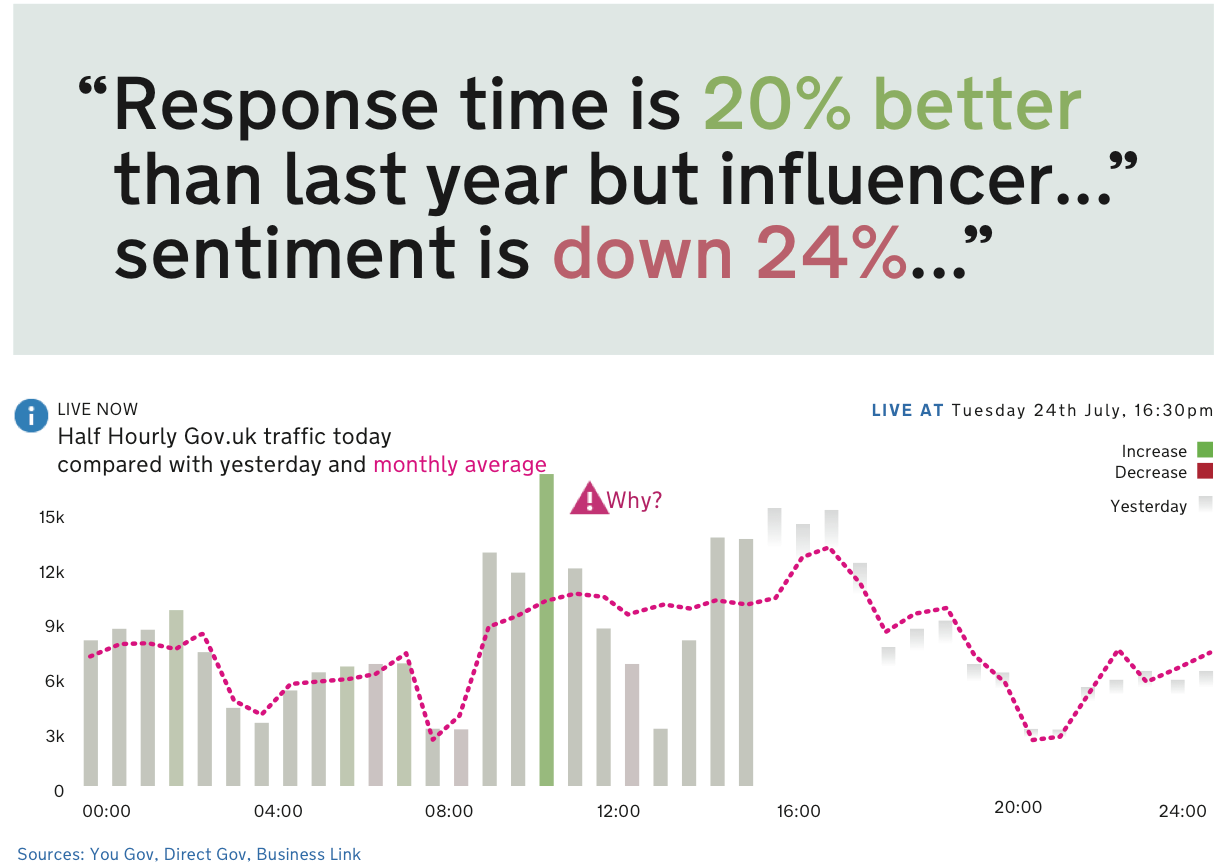 “Response time is 20% better
than last year but influencer...”
sentiment is down 24%...”
i LIVE NOW
Half Hourly Gov.uk traffic today
compared with yesterday and monthly average
LIVE AT Tuesday 24th July, 16:30pm
Increase
Decrease
Yesterday
! Why?
15k
12k
9k
6k
3k
0
00:00 04:00 08:00 12:00 16:00 20:00 24:00
Sources: You Gov, Direct Gov, Business Link